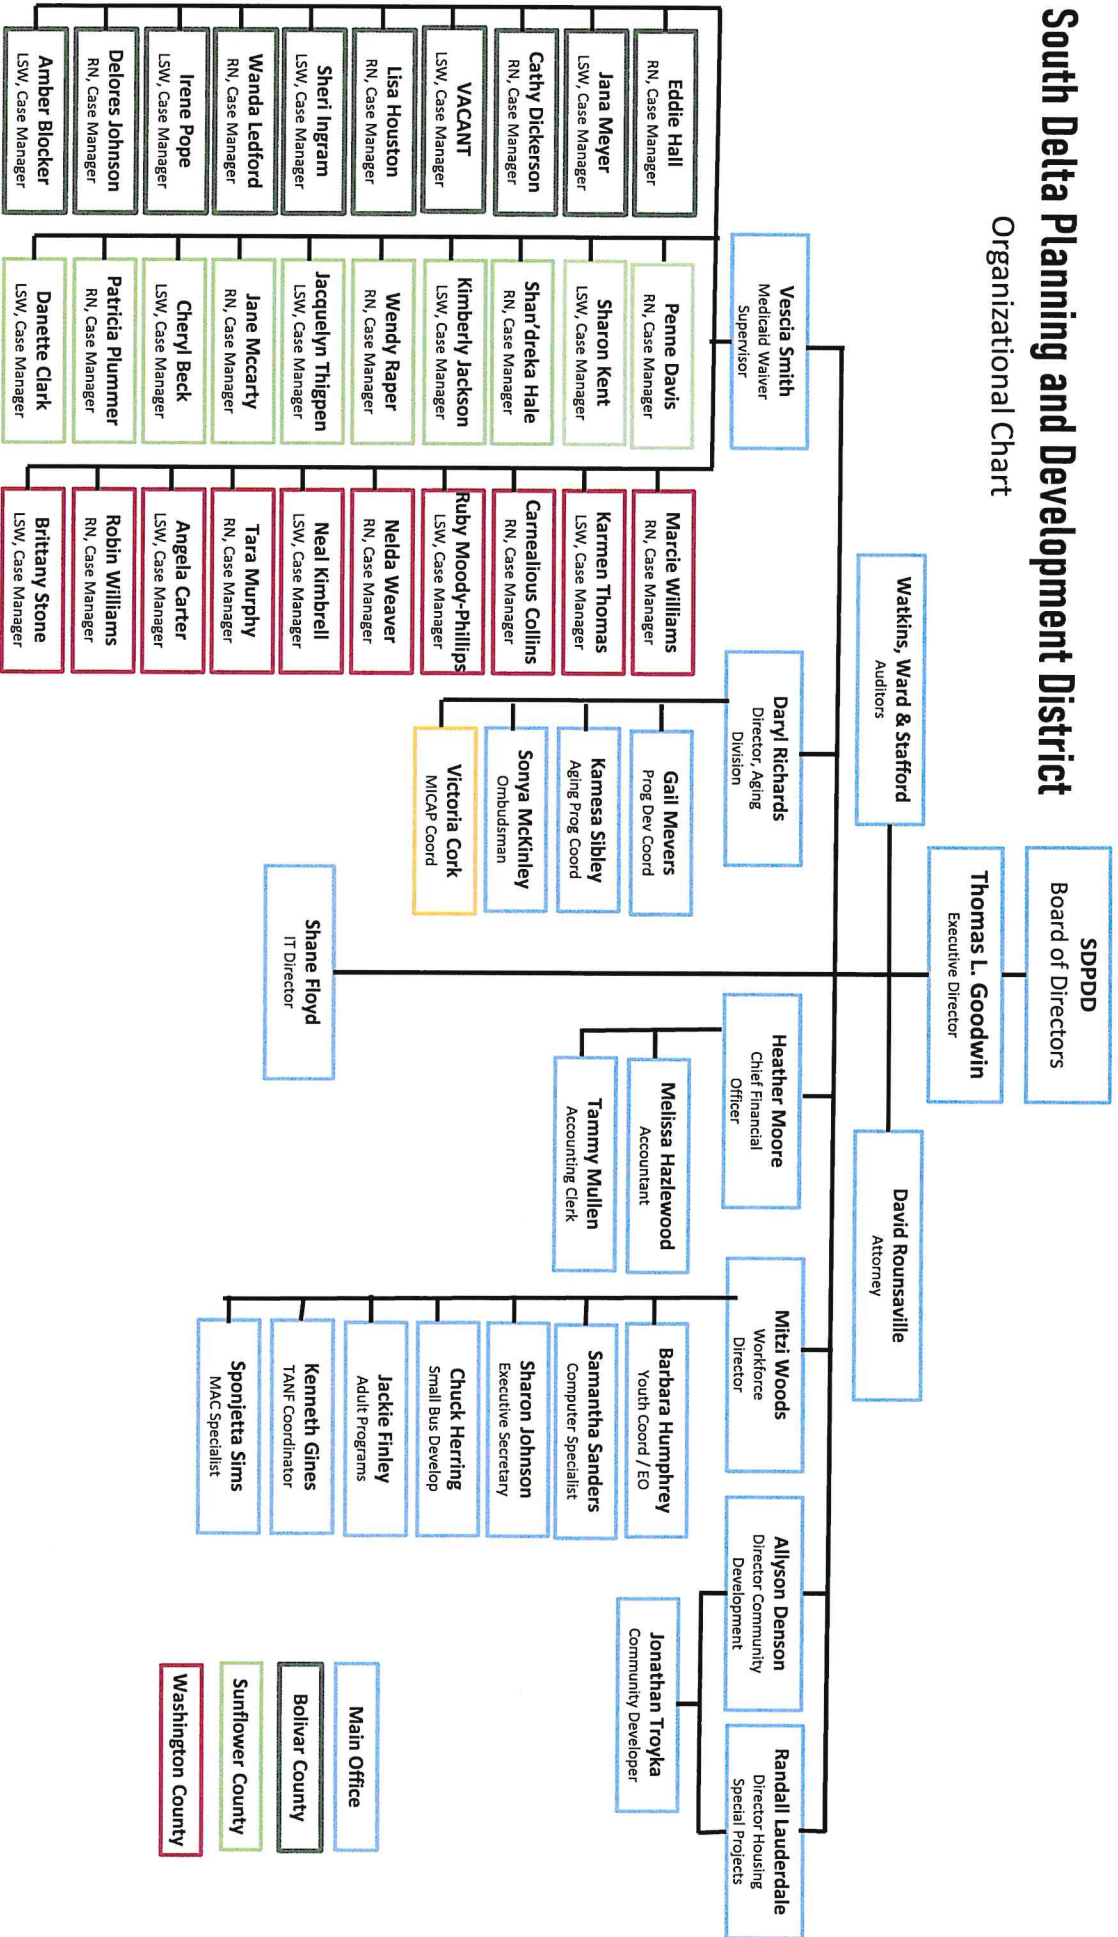 South Delta Planning and Development District
Organizational Chart
SDPDD
Board of Directors
Thomas L. Goodwin
Executive Director
Watkins, Ward & Stafford
Auditors
David Rounsaville
Attorney
Vescia Smith
Medicaid Waiver
Supervisor
Daryl Richards
Director, Aging
Division
Heather Moore
Chief Financial
Officer
Mitzi Woods
Workforce
Director
Allyson Denson
Director Community
Development
Randall Lauderdale
Director Housing
Special Projects
Eddie Hall
RN, Case Manager
Jana Meyer
LSW, Case Manager
Cathy Dickerson
RN, Case Manager
VACANT
LSW, Case Manager
Lisa Houston
RN, Case Manager
Sheri Ingram
LSW, Case Manager
Wanda Ledford
RN, Case Manager
Irene Pope
LSW, Case Manager
Delores Johnson
RN, Case Manager
Amber Blocker
LSW, Case Manager
Penne Davis
RN, Case Manager
Sharon Kent
LSW, Case Manager
Shan'dreka Hale
RN, Case Manager
Kimberly Jackson
LSW, Case Manager
Wendy Raper
RN, Case Manager
Jacquelyn Thigpen
LSW, Case Manager
Jane Mccarty
RN, Case Manager
Cheryl Beck
LSW, Case Manager
Patricia Plummer
RN, Case Manager
Danette Clark
LSW, Case Manager
Marcie Williams
RN, Case Manager
Karmen Thomas
LSW, Case Manager
Carnealious Collins
RN, Case Manager
Ruby Moody-Phillips
LSW, Case Manager
Nelda Weaver
RN, Case Manager
Neal Kimbrell
LSW, Case Manager
Tara Murphy
RN, Case Manager
Angela Carter
LSW, Case Manager
Robin Williams
RN, Case Manager
Brittany Stone
LSW, Case Manager
Gail Mevers
Prog Dev Coord
Kamesa Sibley
Aging Prog Coord
Sonya McKinley
Ombudsman
Victoria Cork
MICAP Coord
Shane Floyd
IT Director
Melissa Hazlewood
Accountant
Tammy Mullen
Accounting Clerk
Barbara Humphrey
Youth Coord / EO
Samantha Sanders
Computer Specialist
Sharon Johnson
Executive Secretary
Chuck Herring
Small Bus Develop
Jackie Finley
Adult Programs
Kenneth Gines
TANF Coordinator
Sponjetta Sims
MAC Specialist
Jonathan Troyka
Community Developer
Main Office
Bolivar County
Sunflower County
Washington County